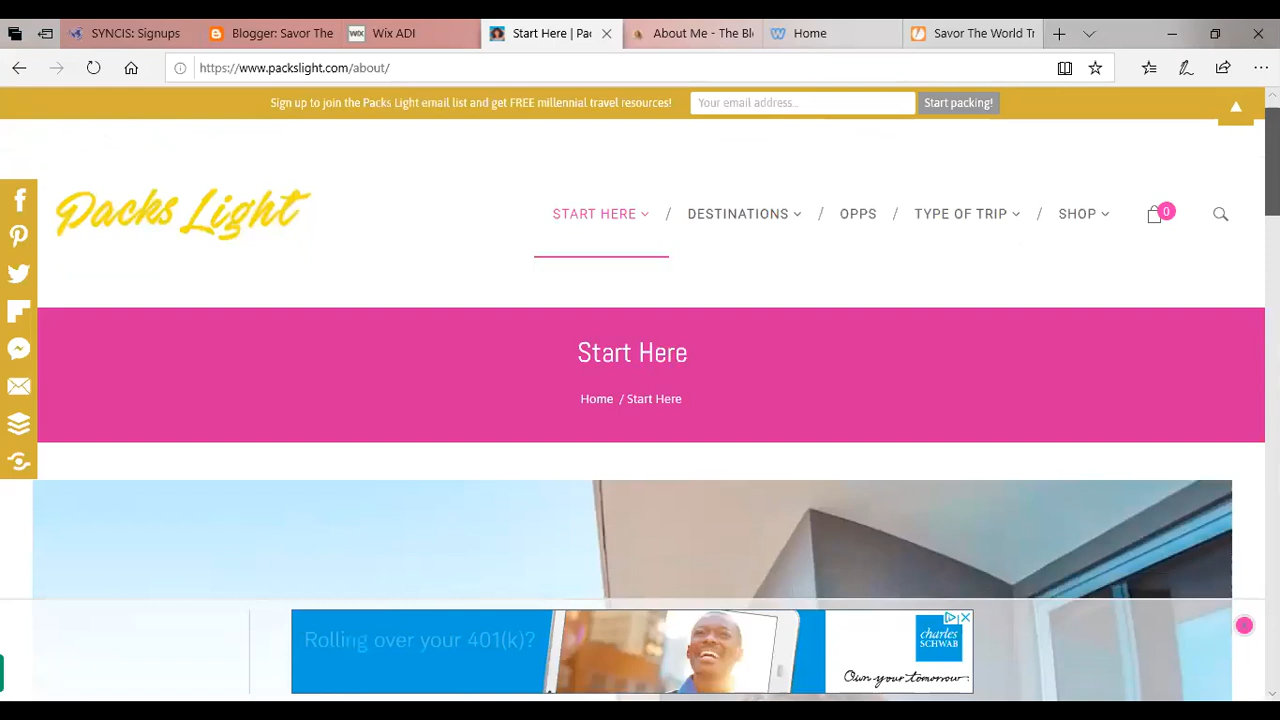 SYNCIS: Signups
Blogger: Savor The
WiX Wix ADI
Start Here | Pac
About Me - The Bl
Home
Savor The World Tr
https://www.packslight.com/about/
Sign up to join the Packs Light email list and get FREE millennial travel resources!
Your email address...
Start packing!
Packs Light
START HERE / DESTINATIONS / OPPS / TYPE OF TRIP / SHOP
0
Start Here
Home / Start Here
Rolling over your 401(k)?
charles
SCHWAB
Own your tomorrow.